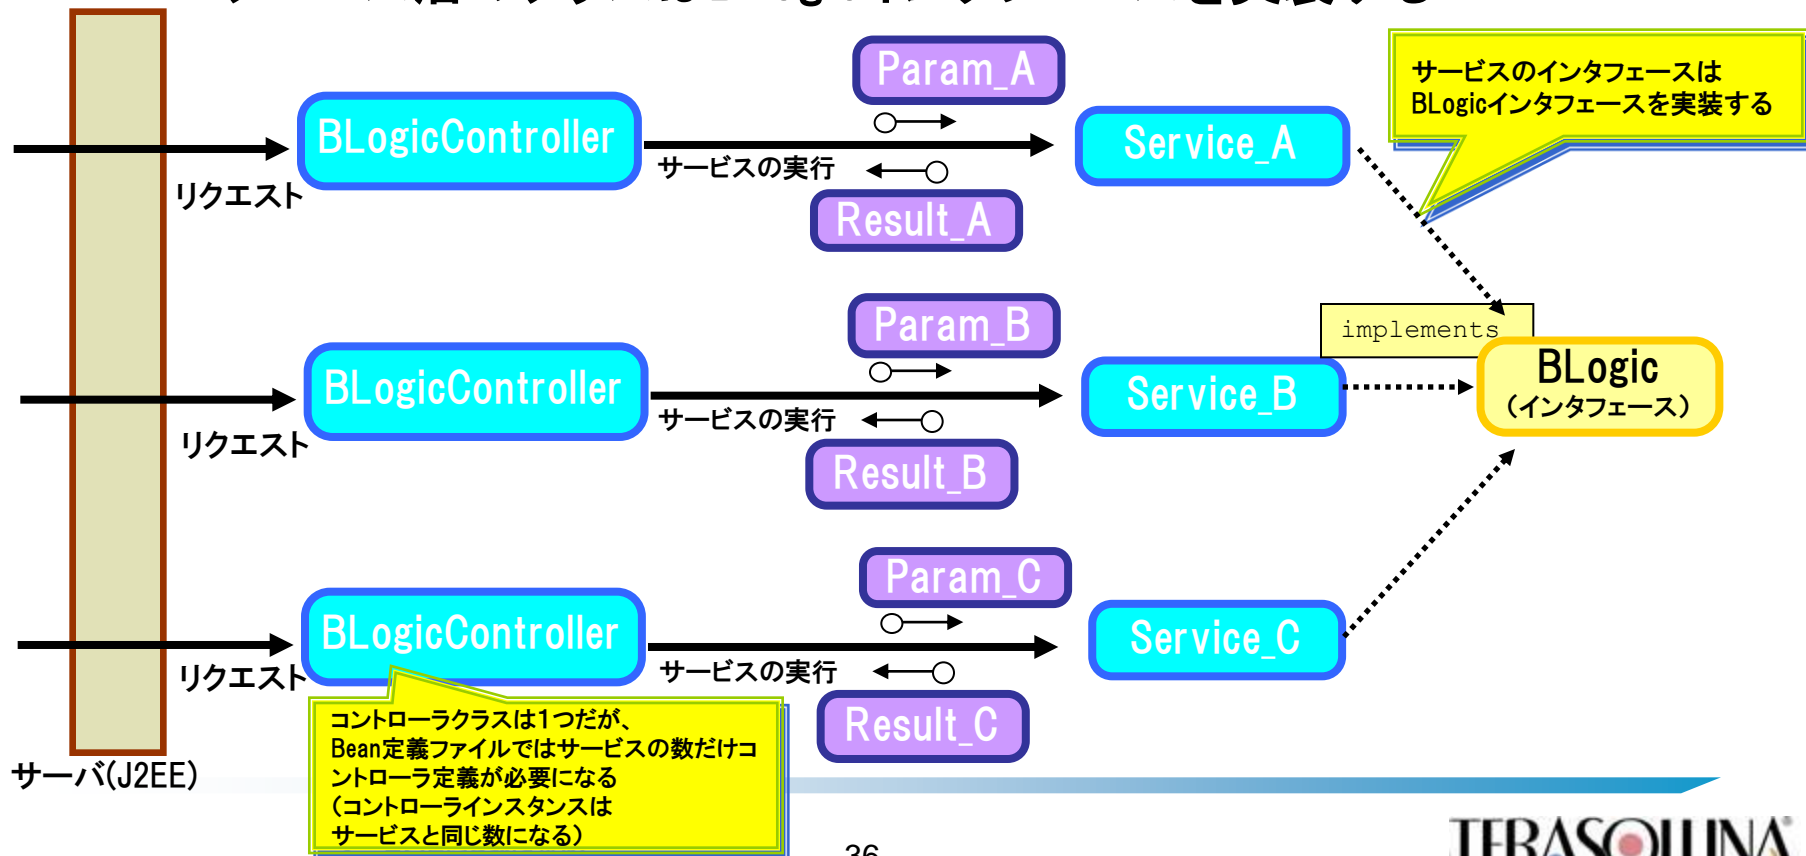 Param_A
サービスのインタフェースは
BLogicインタフェースを実装する
BLogicController
サービスの実行
Service_A
リクエスト
Result_A
Param_B
implements
BLogicController
サービスの実行
Service_B
BLogic
(インタフェース)
リクエスト
Result_B
Param_C
BLogicController
サービスの実行
Service_C
リクエスト
Result_C
コントローラクラスは1つだが、
Bean定義ファイルではサービスの数だけコ
ントローラ定義が必要になる
(コントローラインスタンスは
サービスと同じ数になる)
サーバ(J2EE)
36
TERASOLUNA